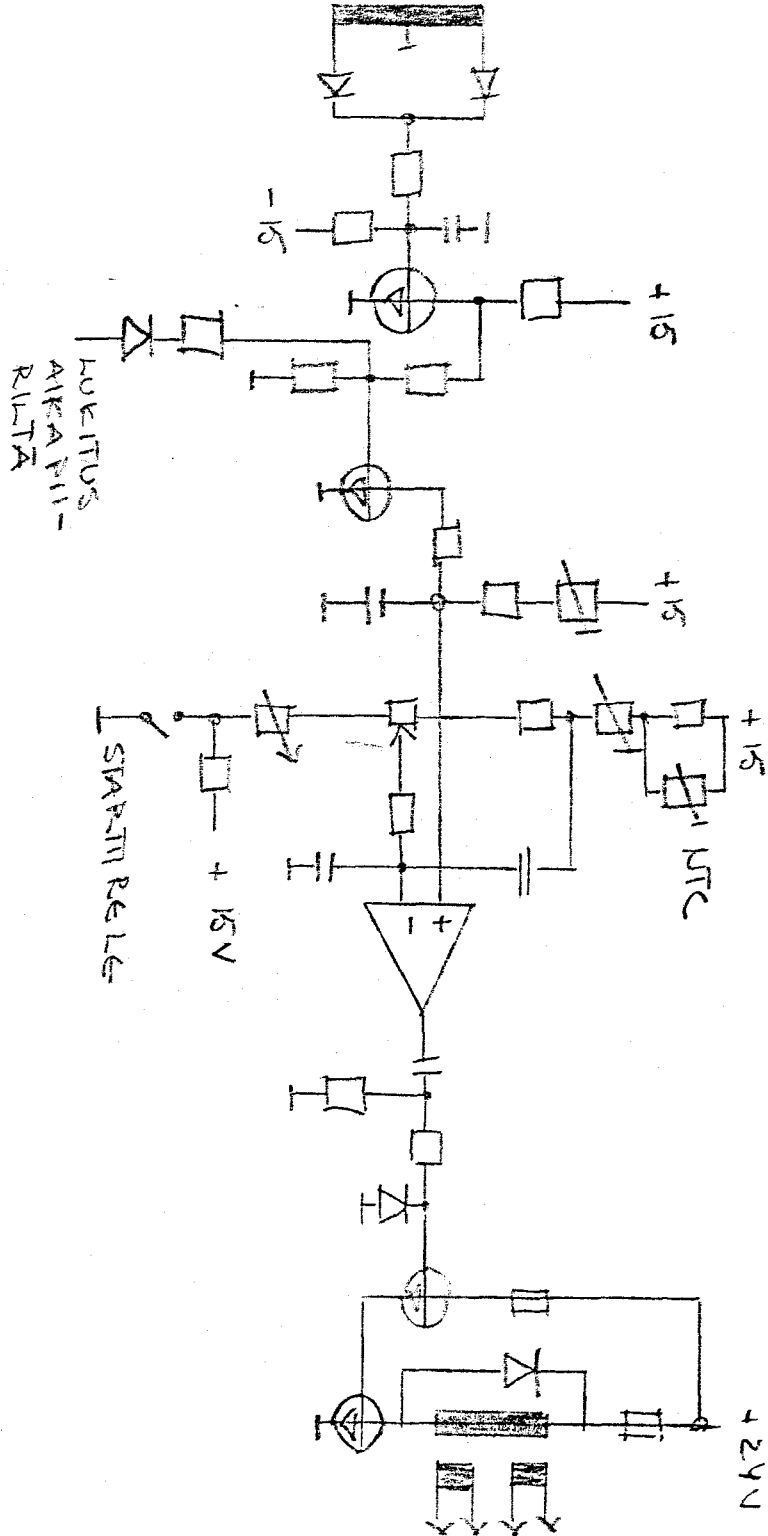 + 15
- 15
LUKITUS
AIKAPII-
RILTÄ
+ 15
+ 15
NTC
+ 15V
STARTTI RELE
-
+
+ 24V